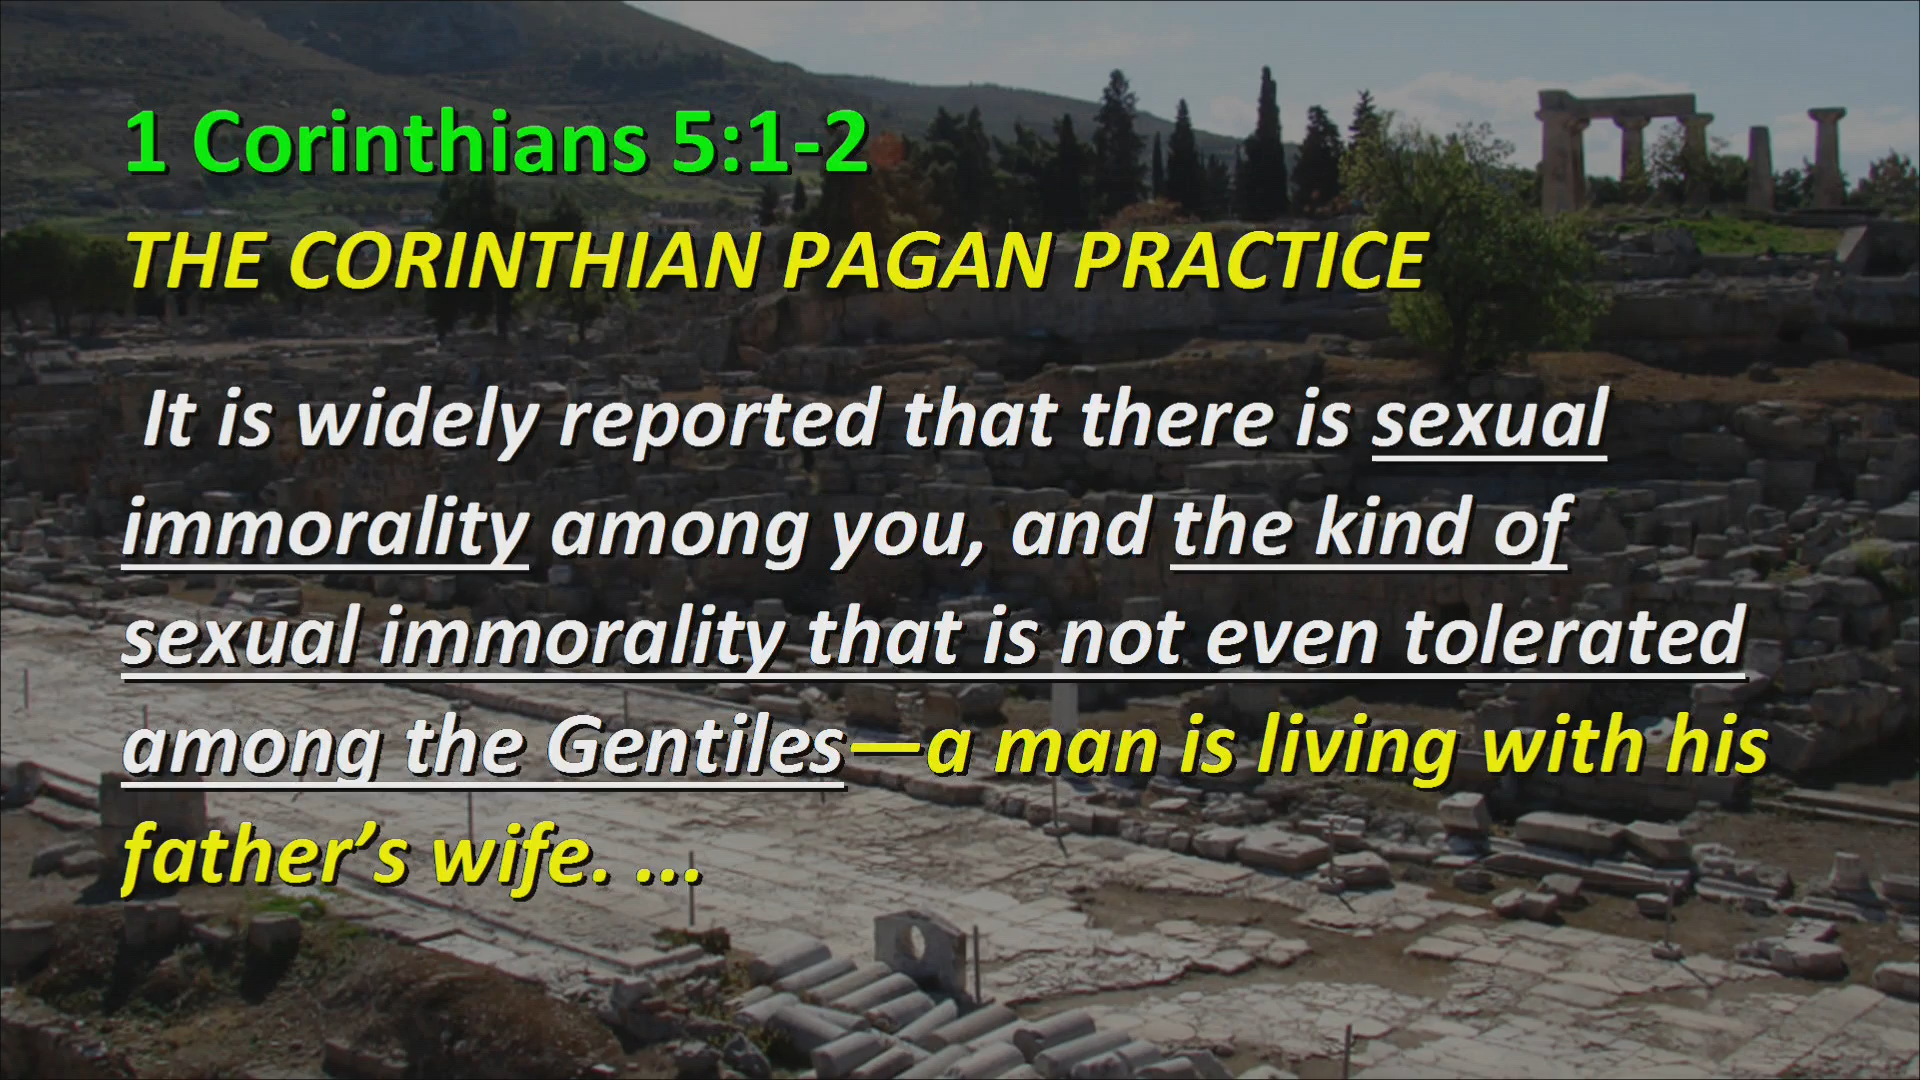 1 Corinthians 5:1-2
THE CORINTHIAN PAGAN PRACTICE
It is widely reported that there is sexual
immorality among you, and the kind of
sexual immorality that is not even tolerated
among the Gentiles—a man is living with his
father’s wife. ...